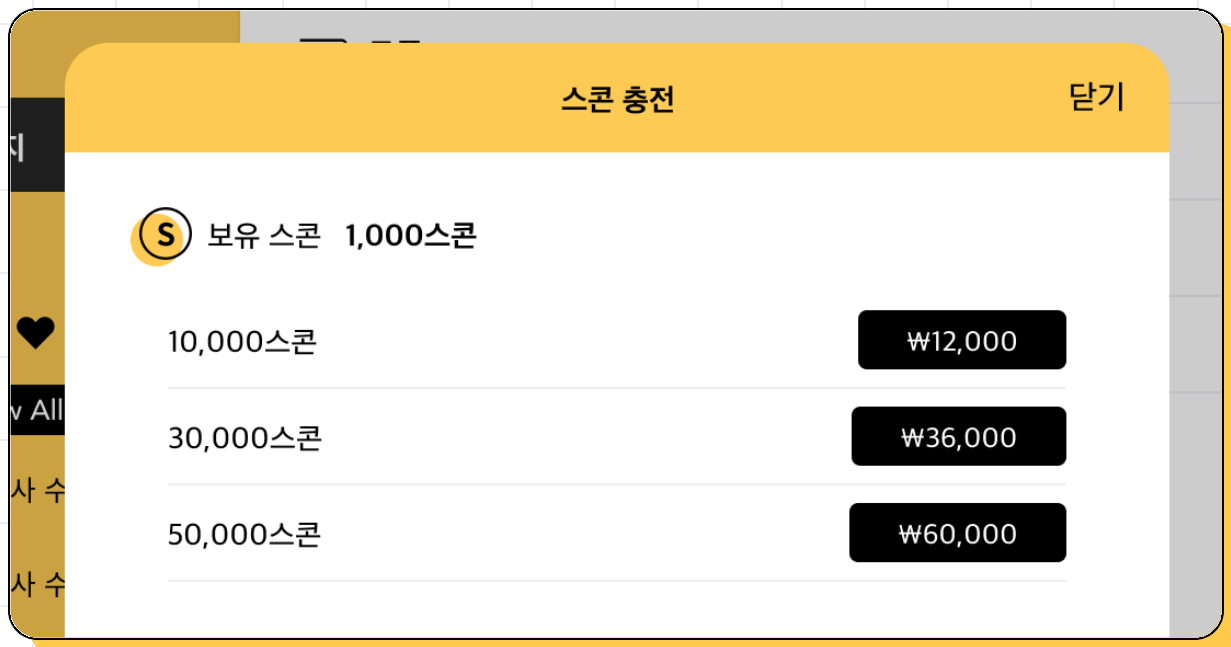 스콘 충전
닫기
S 보유 스콘 1,000스콘
10,000스콘 ₩12,000
30,000스콘 ₩36,000
50,000스콘 ₩60,000
지
All
사 수
사 수